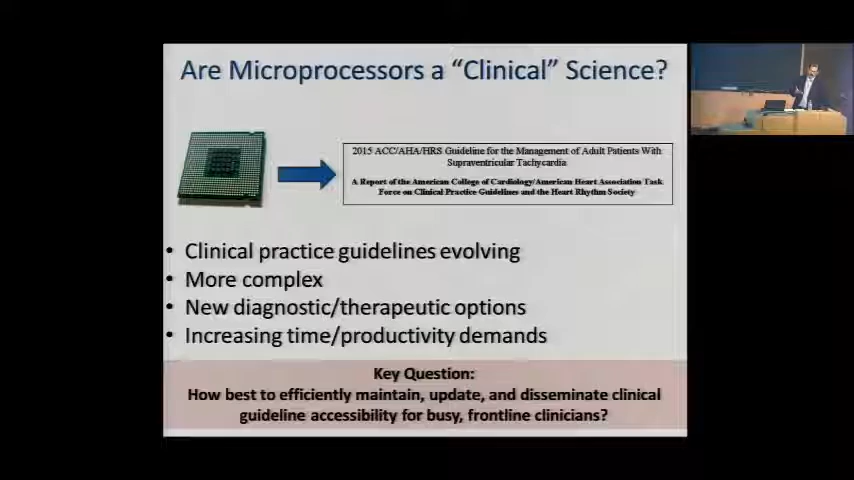 Are Microprocessors a “Clinical” Science?
2015 ACC/AHA/HRS Guideline for the Management of Adult Patients With
Supraventricular Tachycardia
A Report of the American College of Cardiology/American Heart Association Task
Force on Clinical Practice Guidelines and the Heart Rhythm Society
• Clinical practice guidelines evolving
• More complex
• New diagnostic/therapeutic options
• Increasing time/productivity demands
Key Question:
How best to efficiently maintain, update, and disseminate clinical
guideline accessibility for busy, frontline clinicians?